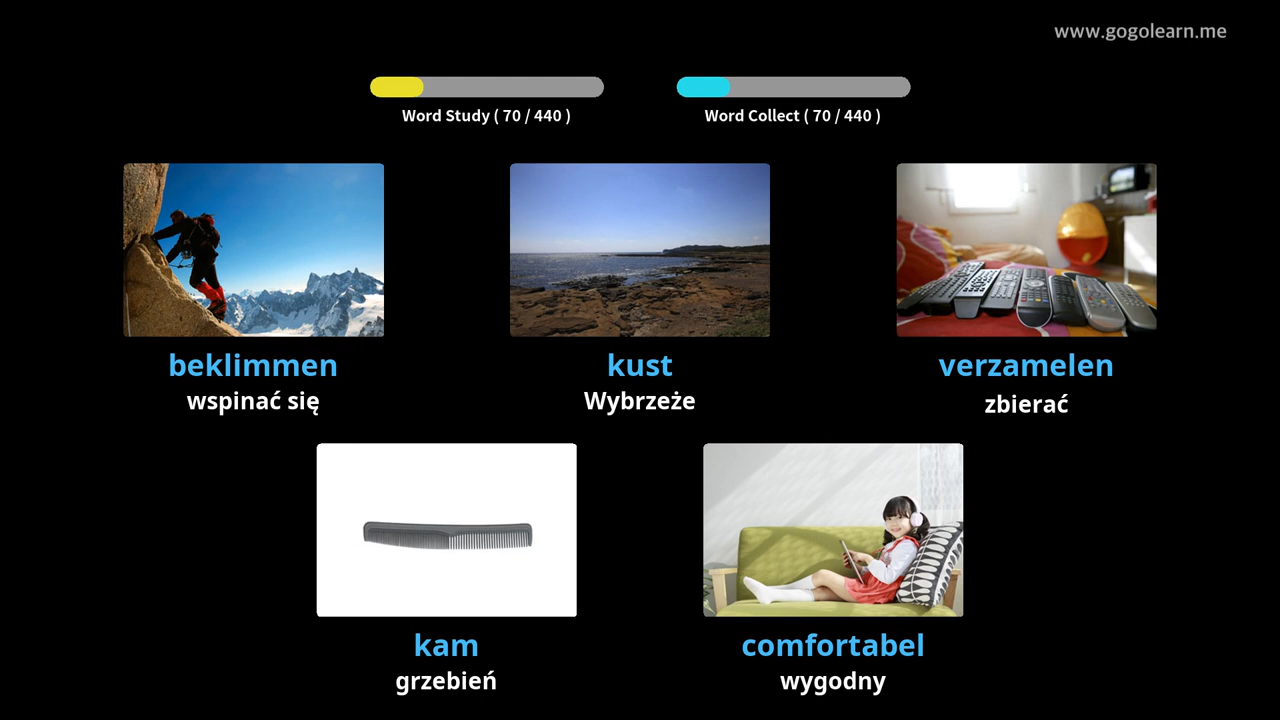 www.gogolearn.me
Word Study ( 70 / 440 )
Word Collect ( 70 / 440 )
beklimmen
wspinać się
kust
Wybrzeże
verzamelen
zbierać
kam
grzebień
comfortabel
wygodny